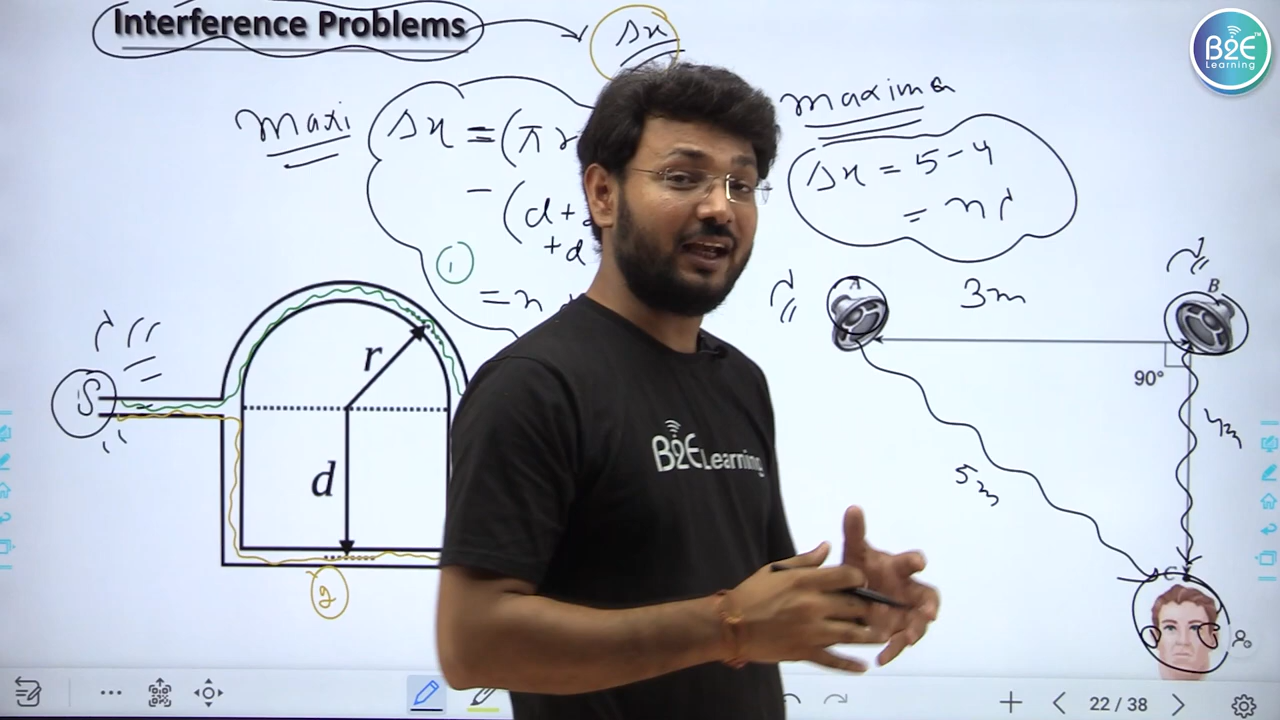 Interference Problems
Δx
B2E
Learning
TM
maxi
Δx = (πr
- (d+
+d
= n
1
maxima
Δx = 5-4
= nλ
λ
A
3m
λ
B
S
λ
r
90°
4m
d
B2E Learning
5m
2
C
22 / 38